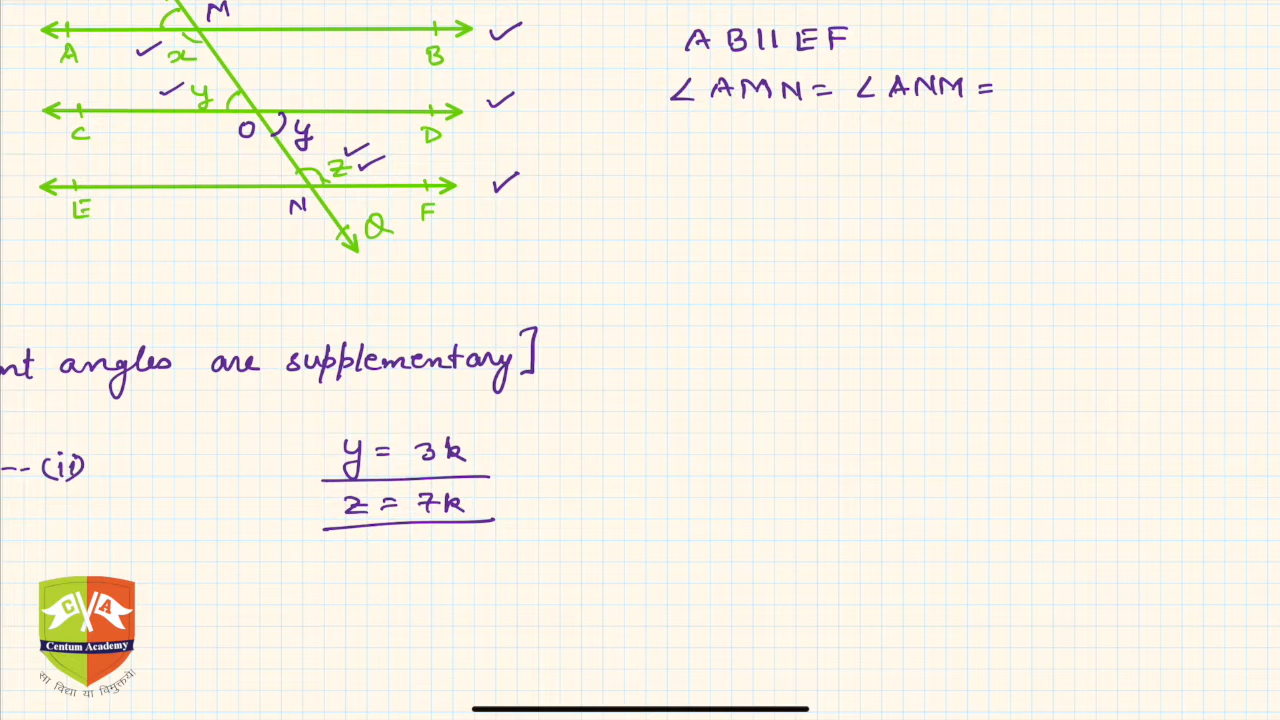 M
A B
x
y
C O y D
z
E N F
Q
AB || EF
∠AMN = ∠ANM =
nt angles are supplementary]
-- (ii)
y = 3k
z = 7k
C A
Centum Academy
सा विद्या या विमुक्तये।